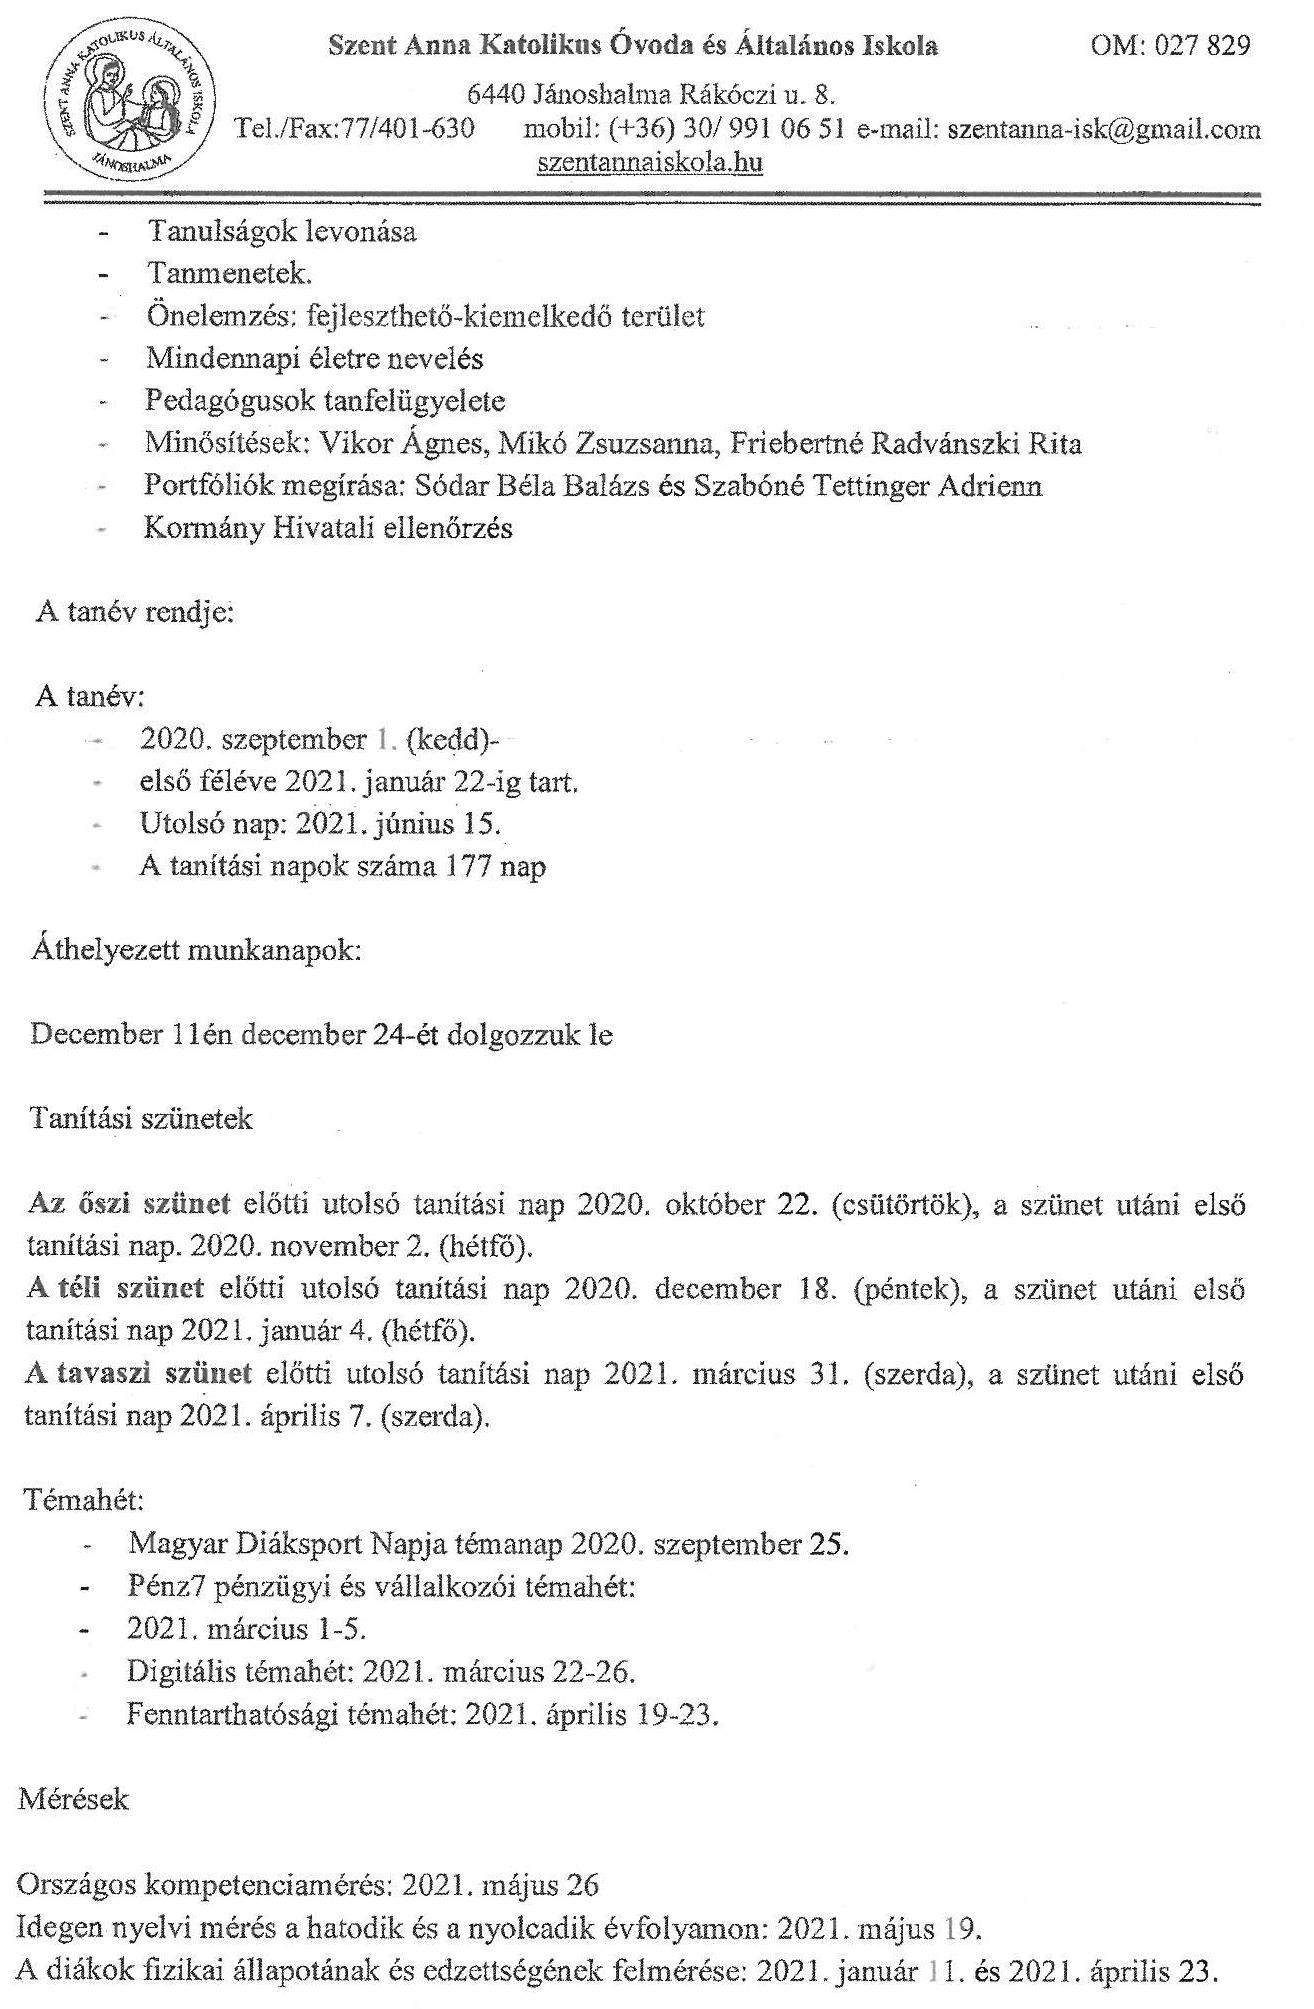 SZENT ANNA KATOLIKUS ÁLTALÁNOS ISKOLA
JÁNOSHALMA
Szent Anna Katolikus Óvoda és Általános Iskola OM: 027 829
6440 Jánoshalma Rákóczi u. 8.
Tel./Fax:77/401-630 mobil: (+36) 30/ 991 06 51 e-mail: szentanna-isk@gmail.com
szentannaiskola.hu
- Tanulságok levonása
- Tanmenetek.
- Önelemzés: fejleszthető-kiemelkedő terület
- Mindennapi életre nevelés
- Pedagógusok tanfelügyelete
- Minősítések: Vikor Ágnes, Mikó Zsuzsanna, Friebertné Radvánszki Rita
- Portfóliók megírása: Sódar Béla Balázs és Szabóné Tettinger Adrienn
- Kormány Hivatali ellenőrzés
A tanév rendje:
A tanév:
- 2020. szeptember 1. (kedd)-
- első féléve 2021. január 22-ig tart.
- Utolsó nap: 2021. június 15.
- A tanítási napok száma 177 nap
Áthelyezett munkanapok:
December 11én december 24-ét dolgozzuk le
Tanítási szünetek
Az őszi szünet előtti utolsó tanítási nap 2020. október 22. (csütörtök), a szünet utáni első
tanítási nap. 2020. november 2. (hétfő).
A téli szünet előtti utolsó tanítási nap 2020. december 18. (péntek), a szünet utáni első
tanítási nap 2021. január 4. (hétfő).
A tavaszi szünet előtti utolsó tanítási nap 2021. március 31. (szerda), a szünet utáni első
tanítási nap 2021. április 7. (szerda).
Témahét:
- Magyar Diáksport Napja témanap 2020. szeptember 25.
- Pénz7 pénzügyi és vállalkozói témahét:
- 2021. március 1-5.
- Digitális témahét: 2021. március 22-26.
- Fenntarthatósági témahét: 2021. április 19-23.
Mérések
Országos kompetenciamérés: 2021. május 26
Idegen nyelvi mérés a hatodik és a nyolcadik évfolyamon: 2021. május 19.
A diákok fizikai állapotának és edzettségének felmérése: 2021. január 11. és 2021. április 23.